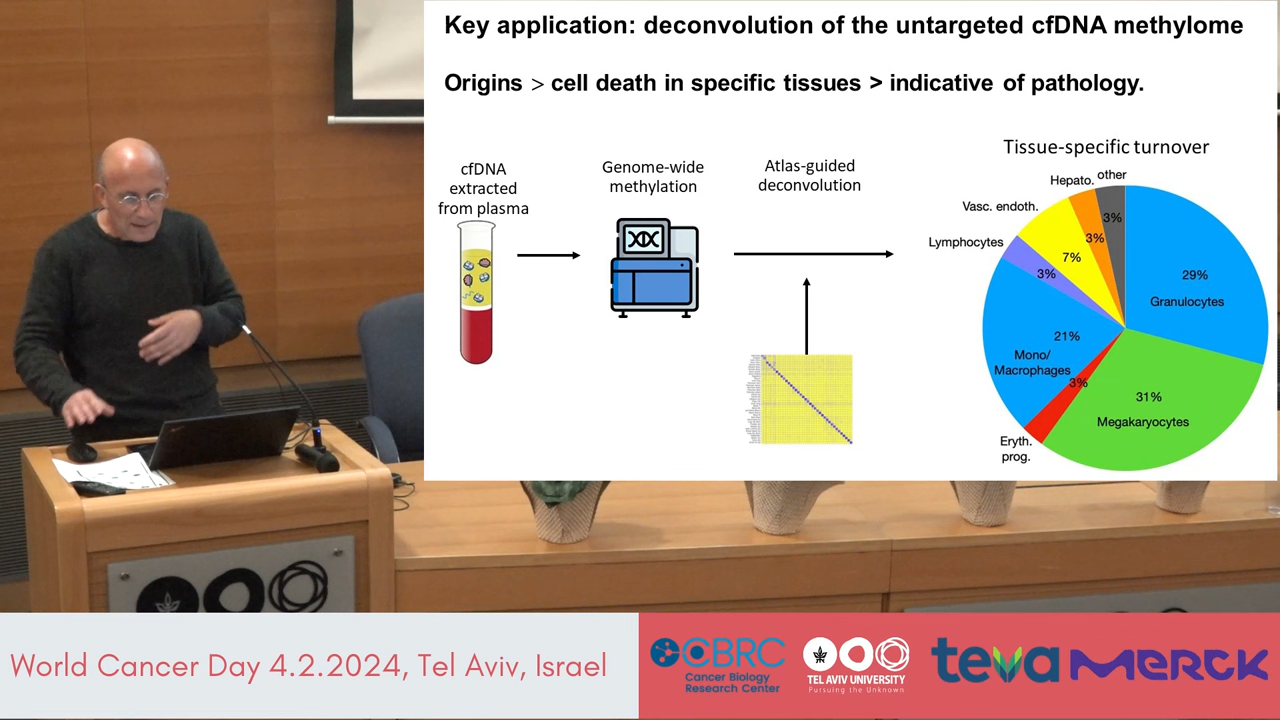 Key application: deconvolution of the untargeted cfDNA methylome
Origins > cell death in specific tissues > indicative of pathology.
cfDNA
extracted
from plasma
Genome-wide
methylation
Atlas-guided
deconvolution
Tissue-specific turnover
other
3%
Hepato.
3%
Vasc. endoth.
7%
Lymphocytes
3%
29%
Granulocytes
21%
Mono/
Macrophages
3%
Eryth.
prog.
31%
Megakaryocytes
World Cancer Day 4.2.2024, Tel Aviv, Israel
CBRC
Cancer Biology
Research Center
TEL AVIV UNIVERSITY
Pursuing the Unknown
teva
MERCK